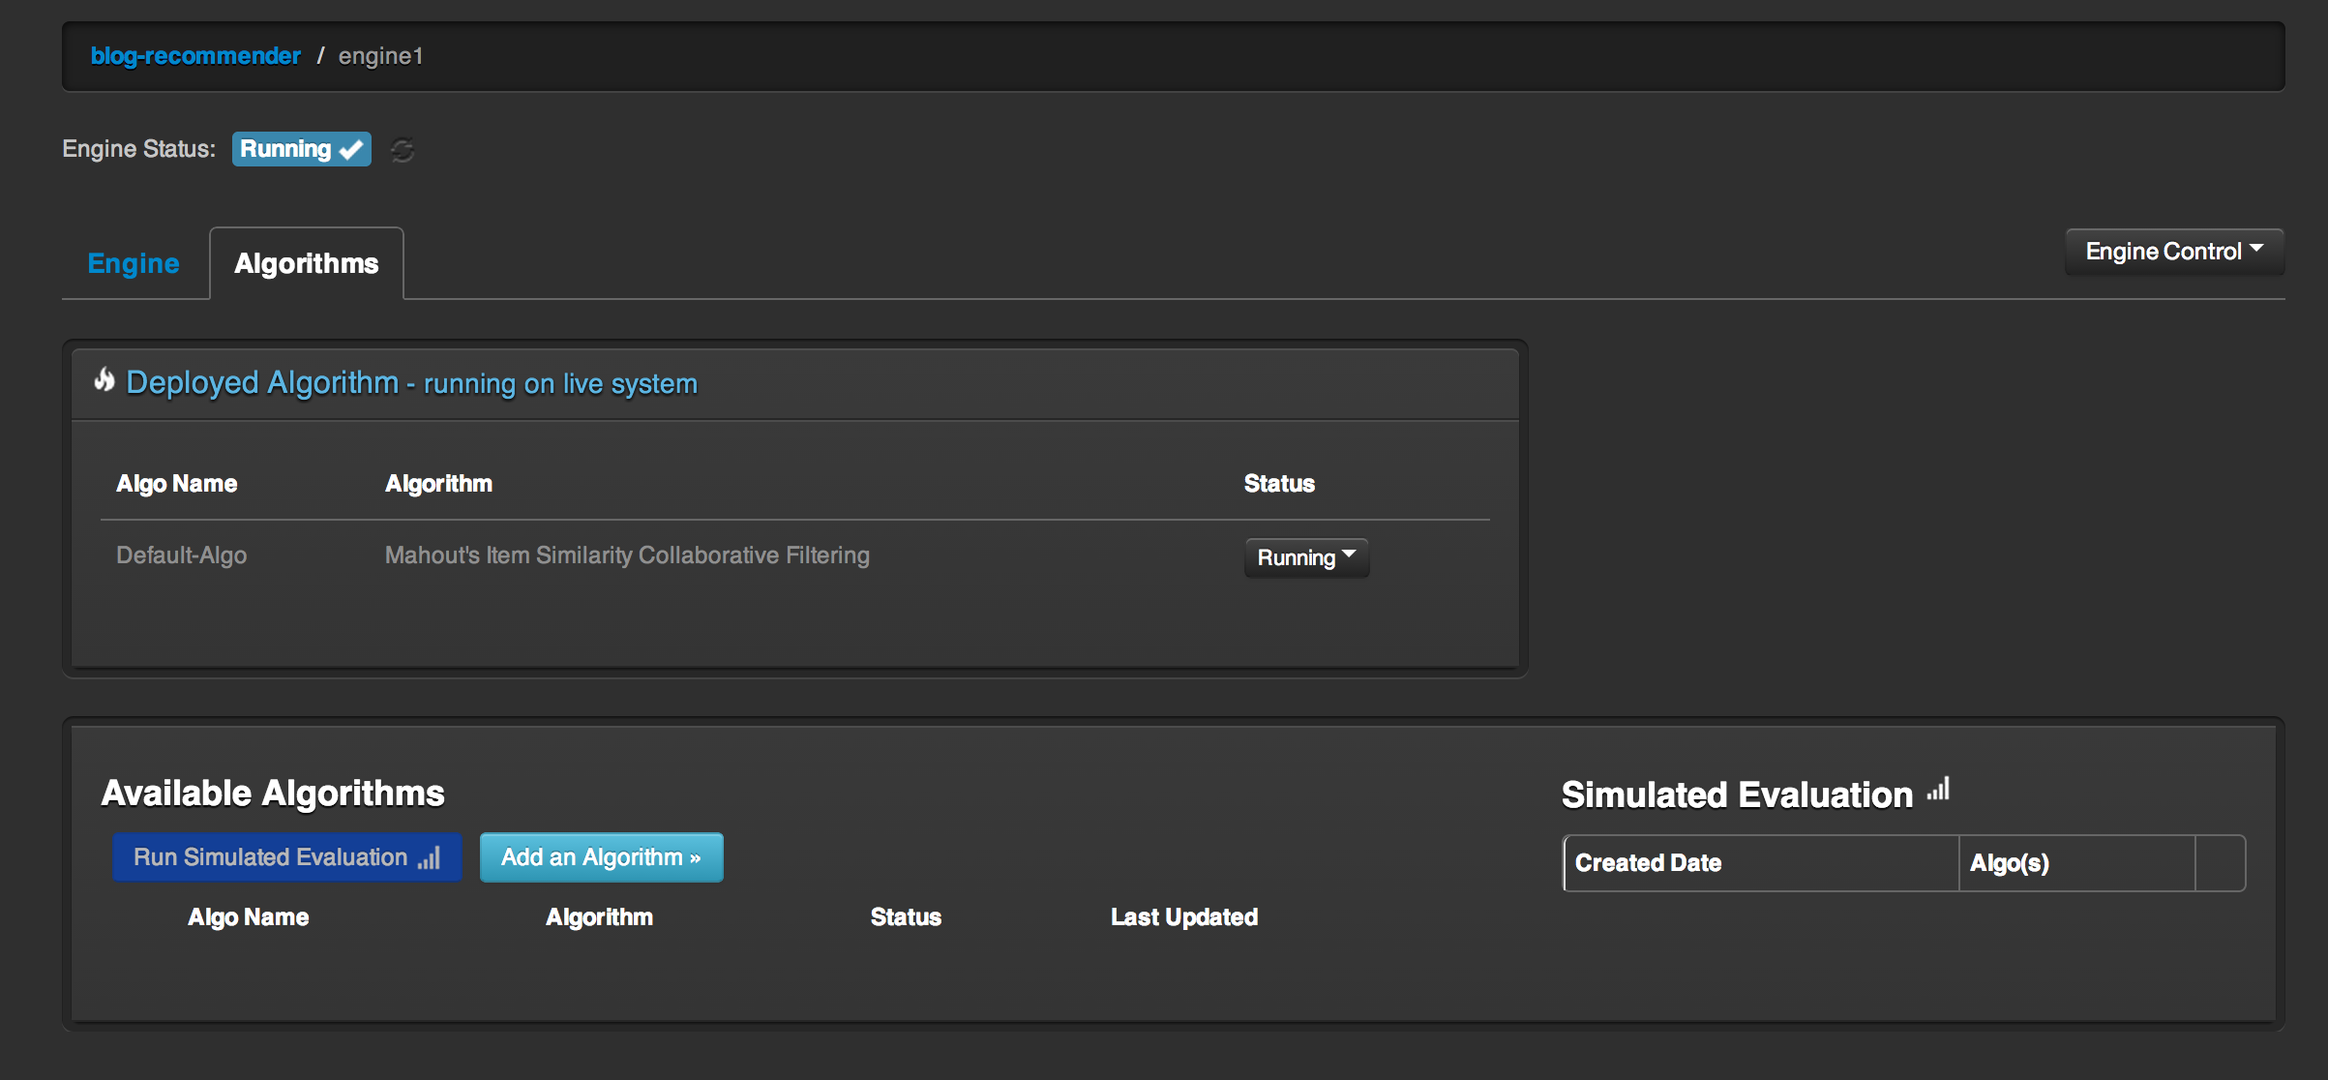 blog-recommender / engine1
Engine Status: Running
Engine Algorithms Engine Control
Deployed Algorithm - running on live system
Algo Name Algorithm Status
Default-Algo Mahout's Item Similarity Collaborative Filtering Running
Available Algorithms
Run Simulated Evaluation Add an Algorithm »
Algo Name Algorithm Status Last Updated
Simulated Evaluation
Created Date Algo(s)